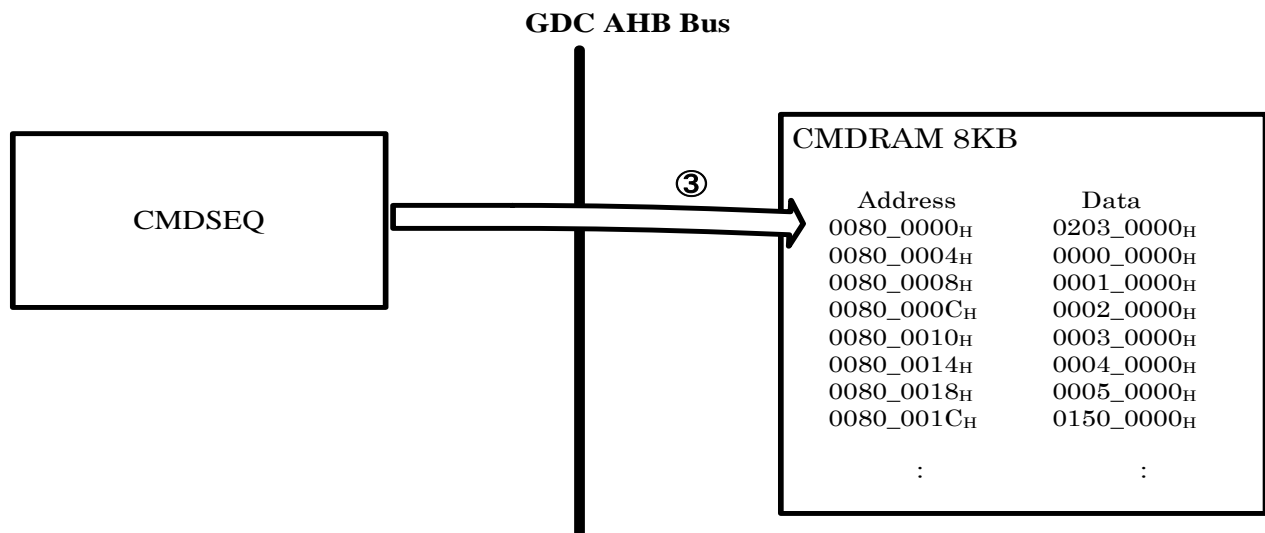 GDC AHB Bus
CMDRAM 8KB
③
CMDSEQ
Address Data
0080_0000H 0203_0000H
0080_0004H 0000_0000H
0080_0008H 0001_0000H
0080_000CH 0002_0000H
0080_0010H 0003_0000H
0080_0014H 0004_0000H
0080_0018H 0005_0000H
0080_001CH 0150_0000H
: :